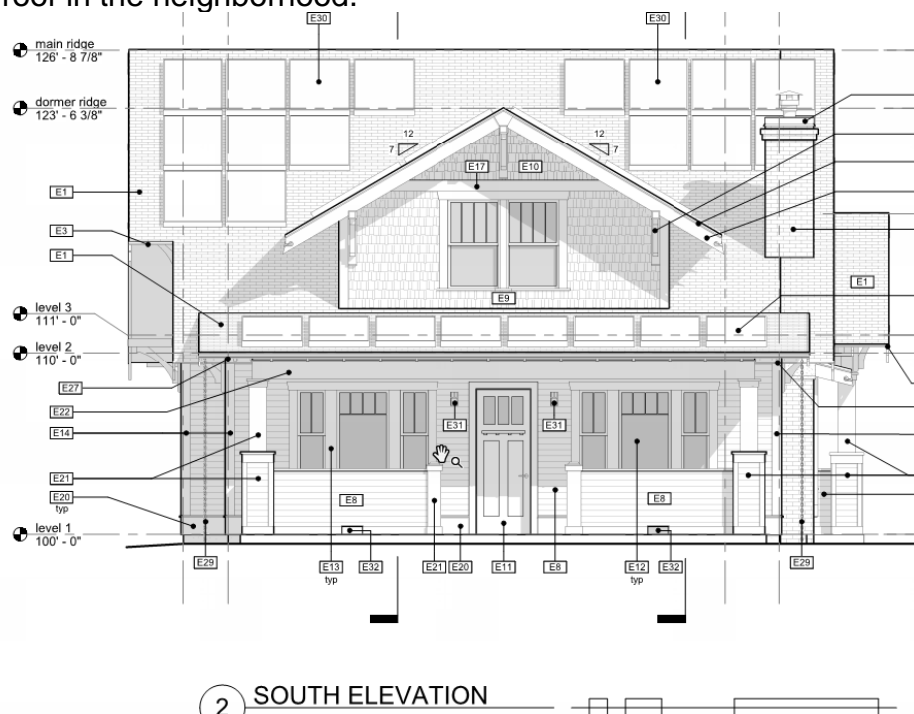 roof in the neighborhood.
E30
E30
main ridge
126' - 8 7/8"
dormer ridge
123' - 6 3/8"
12
7
12
7
E17
E10
E1
E3
E1
E1
E9
level 3
111' - 0"
level 2
110' - 0"
E27
E22
E14
E31
E31
E21
E20
typ
E8
E8
level 1
100' - 0"
E29
E13
typ
E32
E21
E20
E11
E8
E12
typ
E32
E29
2
SOUTH ELEVATION